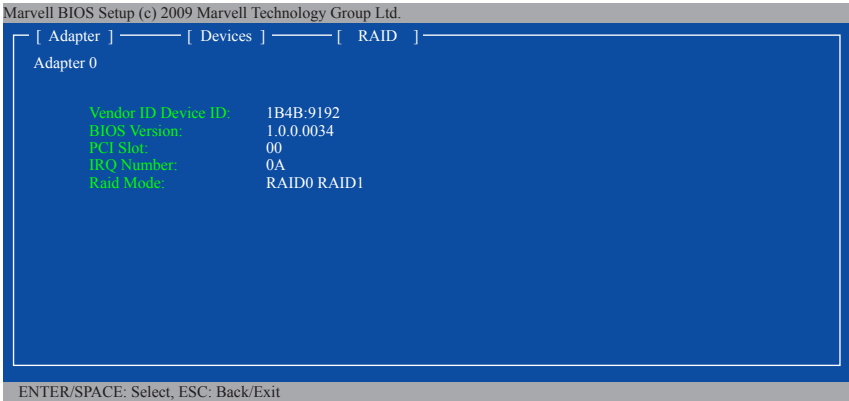 Marvell BIOS Setup (c) 2009 Marvell Technology Group Ltd.
[ Adapter ] [ Devices ] [ RAID ]
Adapter 0
Vendor ID Device ID: 1B4B:9192
BIOS Version: 1.0.0.0034
PCI Slot: 00
IRQ Number: 0A
Raid Mode: RAID0 RAID1
ENTER/SPACE: Select, ESC: Back/Exit